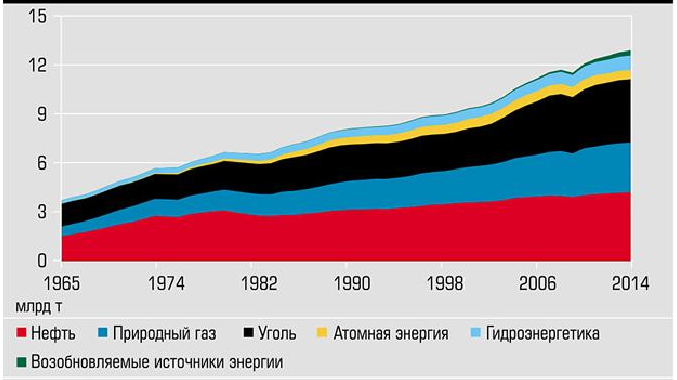 15
12
9
6
3
0
1965 1974 1982 1990 1998 2006 2014
млрд т
Нефть Природный газ Уголь Атомная энергия Гидроэнергетика
Возобновляемые источники энергии